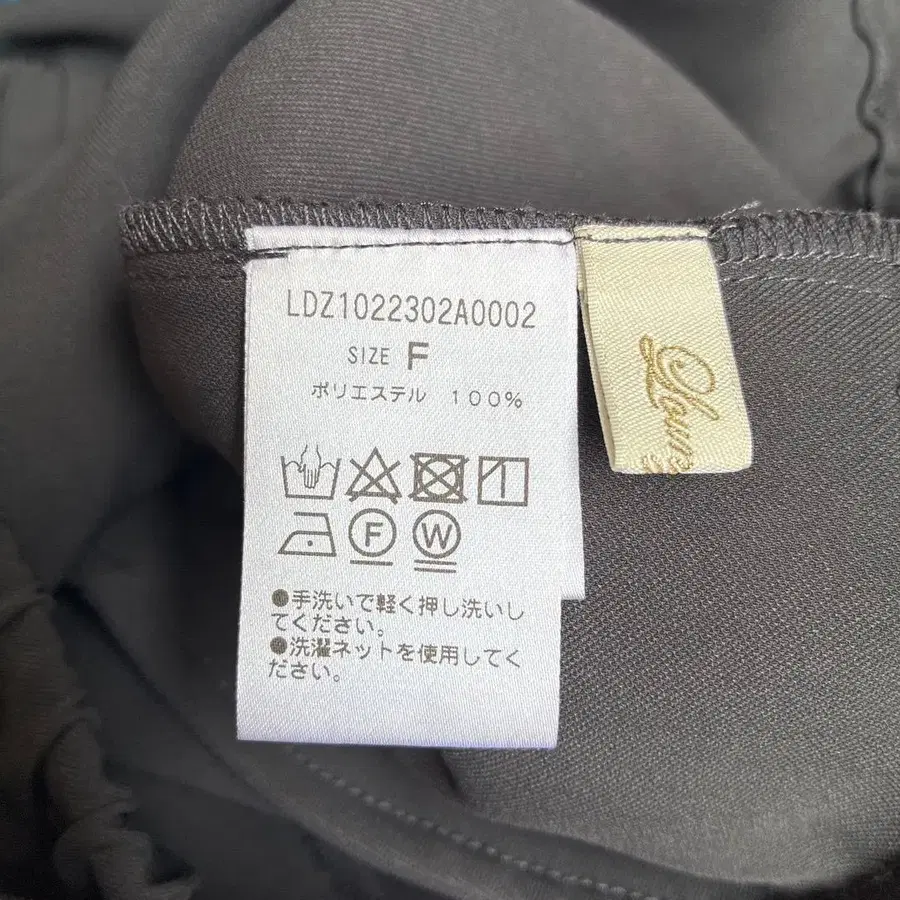 LDZ1022302A0002
SIZE F
ポリエステル 100%
F W
●手洗いで軽く押し洗いし
てください。
●洗濯ネットを使用してく
ださい。